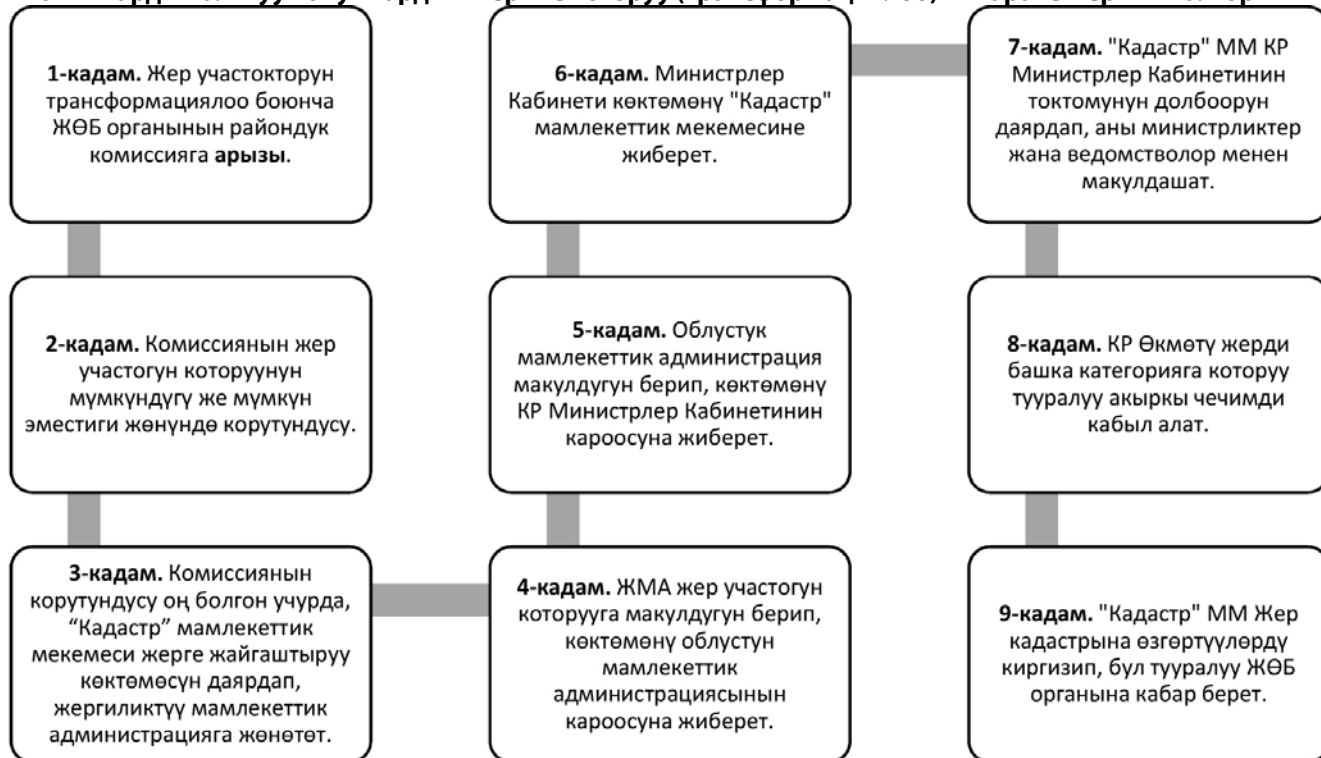 1-кадам. Жер участокторун
трансформациялоо боюнча
ЖӨБ органынын райондук
комиссияга арызы.
2-кадам. Комиссиянын жер
участогун которуунун
мүмкүндүгү же мүмкүн
эместиги жөнүндө корутундусу.
3-кадам. Комиссиянын
корутундусу оң болгон учурда,
“Кадастр” мамлекеттик
мекемеси жерге жайгаштыруу
көктөмөсүн даярдап,
жергиликтүү мамлекеттик
администрацияга жөнөтөт.
4-кадам. ЖМА жер участогун
которууга макулдугун берип,
көктөмөнү облустун
мамлекеттик
администрациясынын
кароосуна жиберет.
5-кадам. Облустук
мамлекеттик администрация
макулдугун берип, көктөмөнү
КР Министрлер Кабинетинин
кароосуна жиберет.
6-кадам. Министрлер
Кабинети көктөмөнү "Кадастр"
мамлекеттик мекемесине
жиберет.
7-кадам. "Кадастр" ММ КР
Министрлер Кабинетинин
токтомунун долбоорун
даярдап, аны министрликтер
жана ведомстволор менен
макулдашат.
8-кадам. КР Өкмөтү жерди
башка категорияга которуу
тууралуу акыркы чечимди
кабыл алат.
9-кадам. "Кадастр" ММ Жер
кадастрына өзгөртүүлөрдү
киргизип, бул тууралуу ЖӨБ
органына кабар берет.